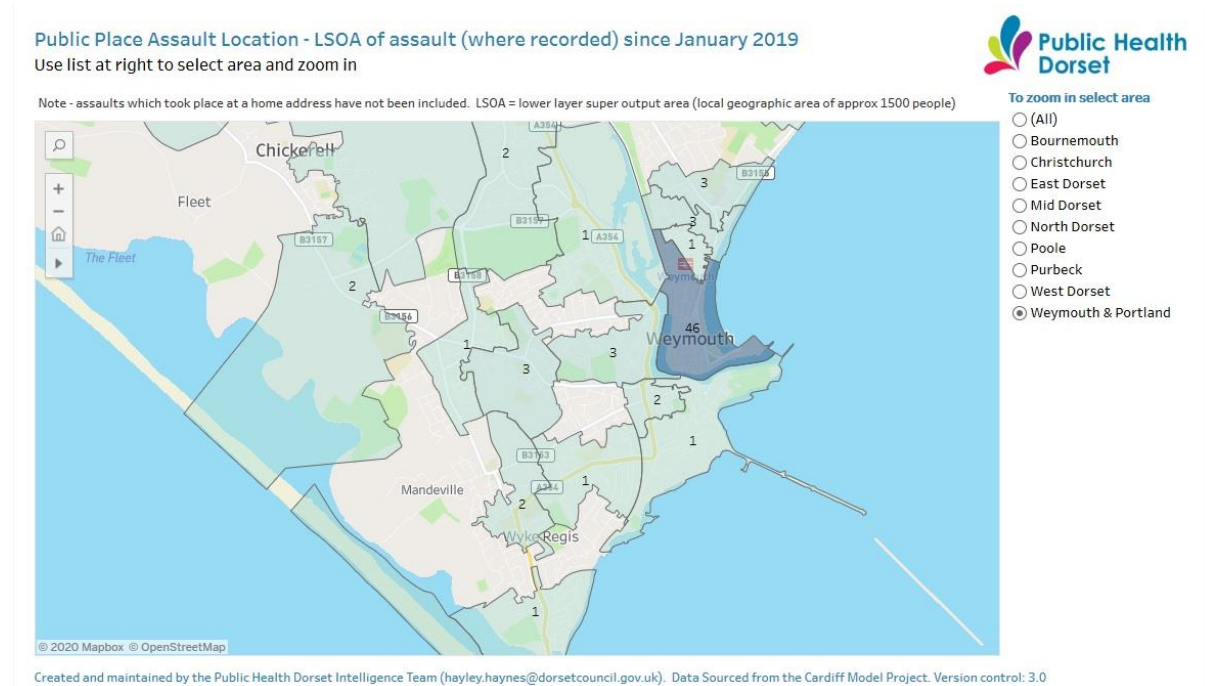 Public Place Assault Location - LSOA of assault (where recorded) since January 2019
Use list at right to select area and zoom in
Public Health
Dorset
Note - assaults which took place at a home address have not been included. LSOA = lower layer super output area (local geographic area of approx 1500 people)
To zoom in select area
(All)
Bournemouth
Christchurch
East Dorset
Mid Dorset
North Dorset
Poole
Purbeck
West Dorset
Weymouth & Portland
A354
Chickerell
2
B3155
3
Fleet
3
B3157
B3157
1
A354
1
The Fleet
Weymouth
2
B3156
46
Weymouth
1
3
3
2
1
B3153
Mandeville
A354
1
2
Wyke Regis
1
© 2020 Mapbox © OpenStreetMap
Created and maintained by the Public Health Dorset Intelligence Team (hayley.haynes@dorsetcouncil.gov.uk). Data Sourced from the Cardiff Model Project. Version control: 3.0